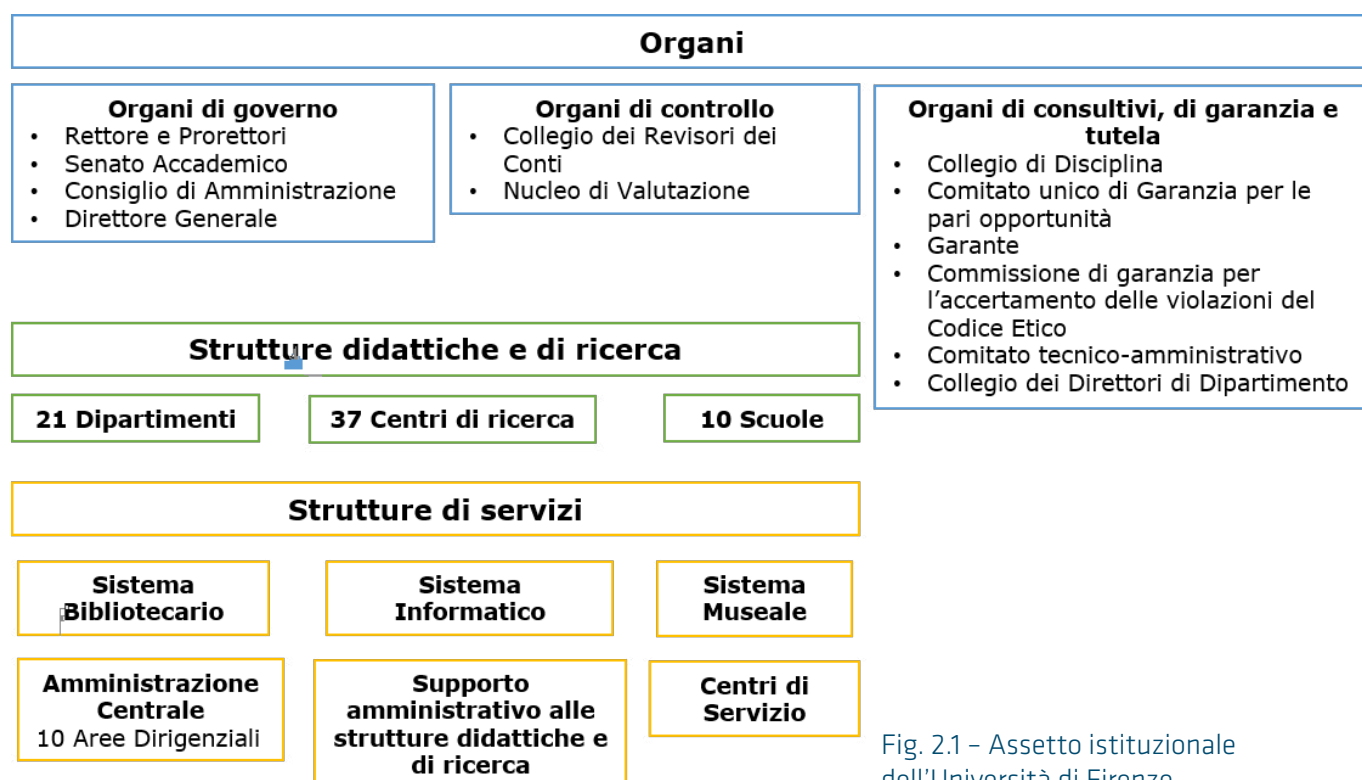 Organi
Organi di governo
• Rettore e Prorettori
• Senato Accademico
• Consiglio di Amministrazione
• Direttore Generale
Organi di controllo
• Collegio dei Revisori dei
Conti
• Nucleo di Valutazione
Organi di consultivi, di garanzia e
tutela
• Collegio di Disciplina
• Comitato unico di Garanzia per le
pari opportunità
• Garante
• Commissione di garanzia per
l’accertamento delle violazioni del
Codice Etico
• Comitato tecnico-amministrativo
• Collegio dei Direttori di Dipartimento
Strutture didattiche e di ricerca
21 Dipartimenti
37 Centri di ricerca
10 Scuole
Strutture di servizi
Sistema
Bibliotecario
Sistema
Informatico
Sistema
Museale
Amministrazione
Centrale
10 Aree Dirigenziali
Supporto
amministrativo alle
strutture didattiche e
di ricerca
Centri di
Servizio
Fig. 2.1 – Assetto istituzionale
dell’Università di Firenze